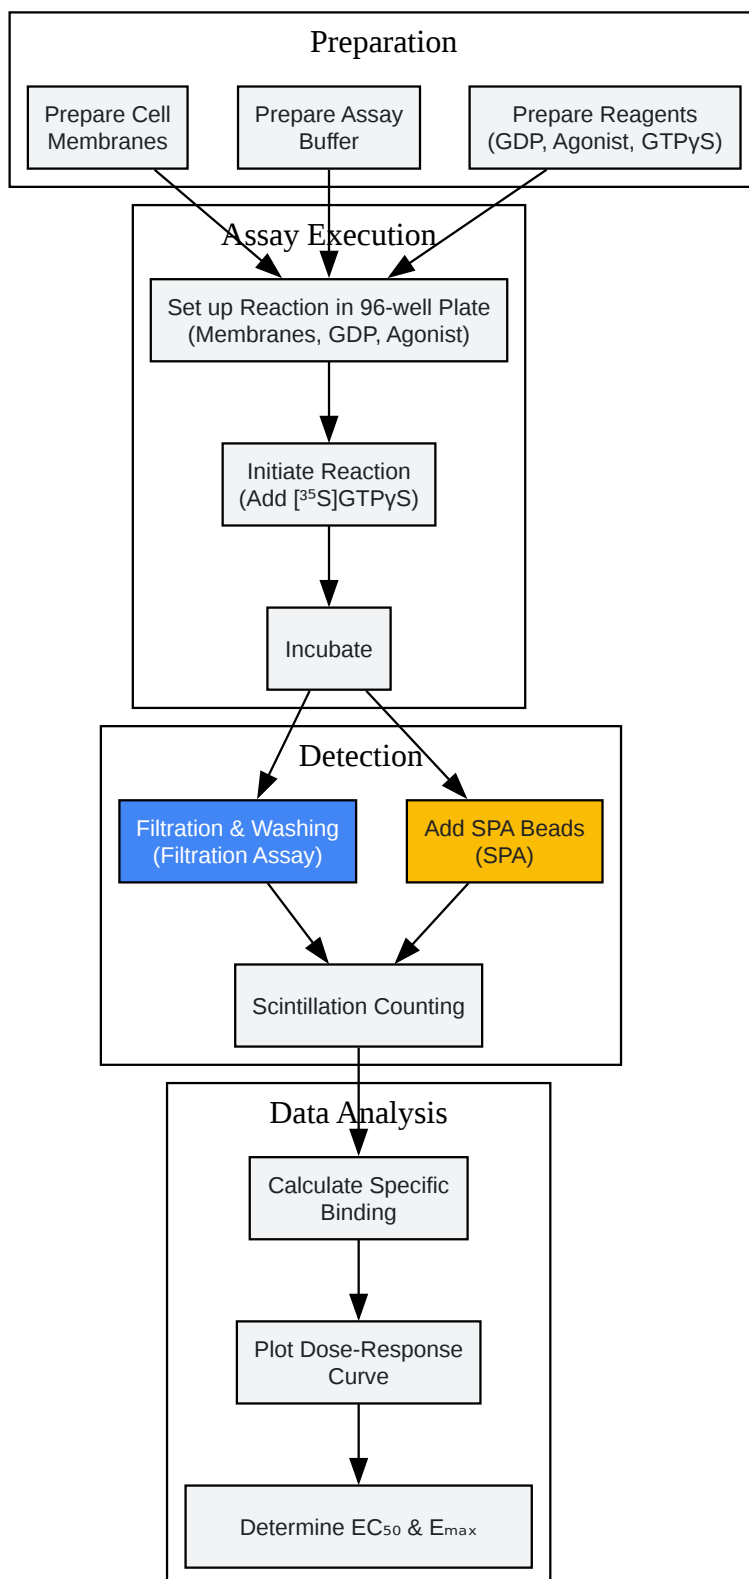 Preparation
Prepare Cell
Membranes
Prepare Assay
Buffer
Prepare Reagents
(GDP, Agonist, GTPγS)
Assay Execution
Set up Reaction in 96-well Plate
(Membranes, GDP, Agonist)
Initiate Reaction
(Add [³⁵S]GTPγS)
Incubate
Detection
Filtration & Washing
(Filtration Assay)
Add SPA Beads
(SPA)
Scintillation Counting
Data Analysis
Calculate Specific
Binding
Plot Dose-Response
Curve
Determine EC₅₀ & Eₘₐₓ